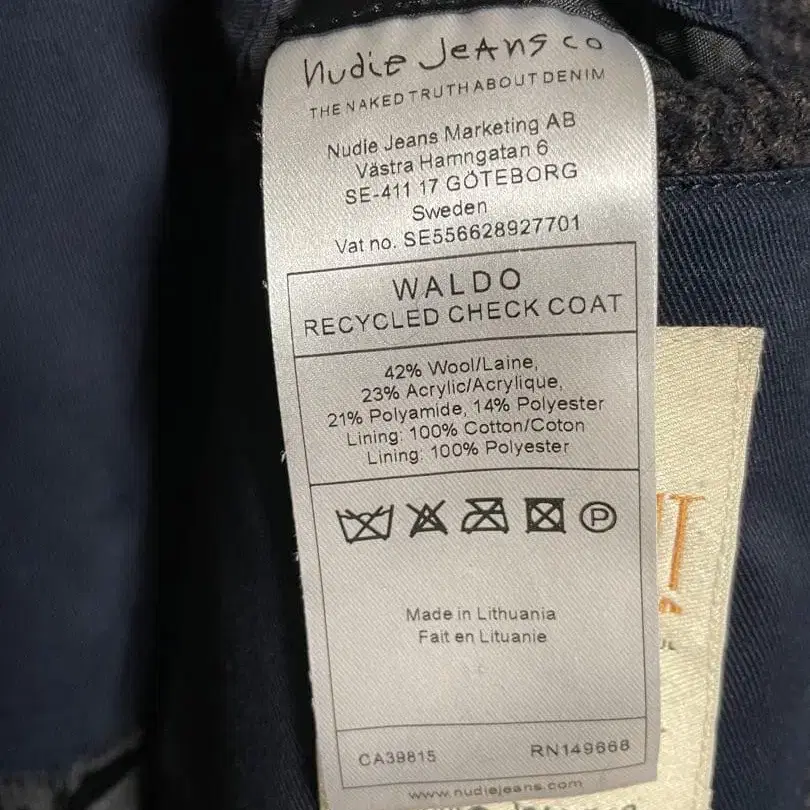 Nudie Jeans co
THE NAKED TRUTH ABOUT DENIM
Nudie Jeans Marketing AB
Västra Hamngatan 6
SE-411 17 GÖTEBORG
Sweden
Vat no. SE556628927701
WALDO
RECYCLED CHECK COAT
42% Wool/Laine,
23% Acrylic/Acrylique,
21% Polyamide, 14% Polyester
Lining: 100% Cotton/Coton
Lining: 100% Polyester
P
Made in Lithuania
Fait en Lituanie
CA39815
RN149668
www.nudiejeans.com